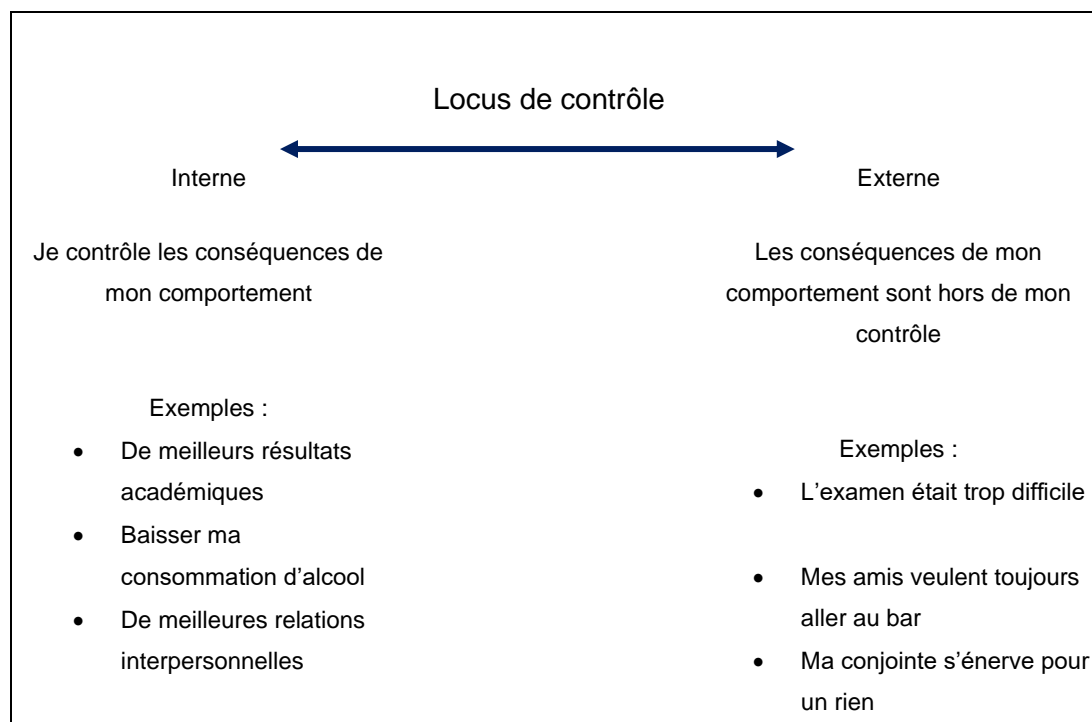 Locus de contrôle
Interne
Je contrôle les conséquences de
mon comportement
Exemples :
• De meilleurs résultats
académiques
• Baisser ma
consommation d’alcool
• De meilleures relations
interpersonnelles
Externe
Les conséquences de mon
comportement sont hors de mon
contrôle
Exemples :
• L’examen était trop difficile
• Mes amis veulent toujours
aller au bar
• Ma conjointe s’énerve pour
un rien